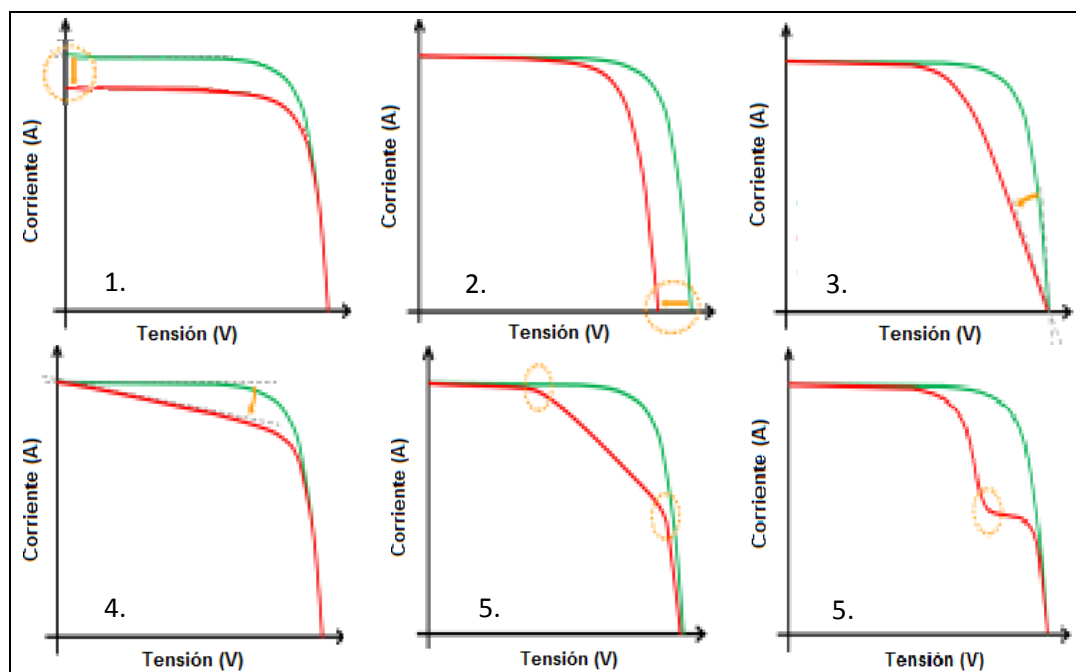 Corriente (A)
1.
Tensión (V)
Corriente (A)
2.
Tensión (V)
Corriente (A)
3.
Tensión (V)
Corriente (A)
4.
Tensión (V)
Corriente (A)
5.
Tensión (V)
Corriente (A)
5.
Tensión (V)